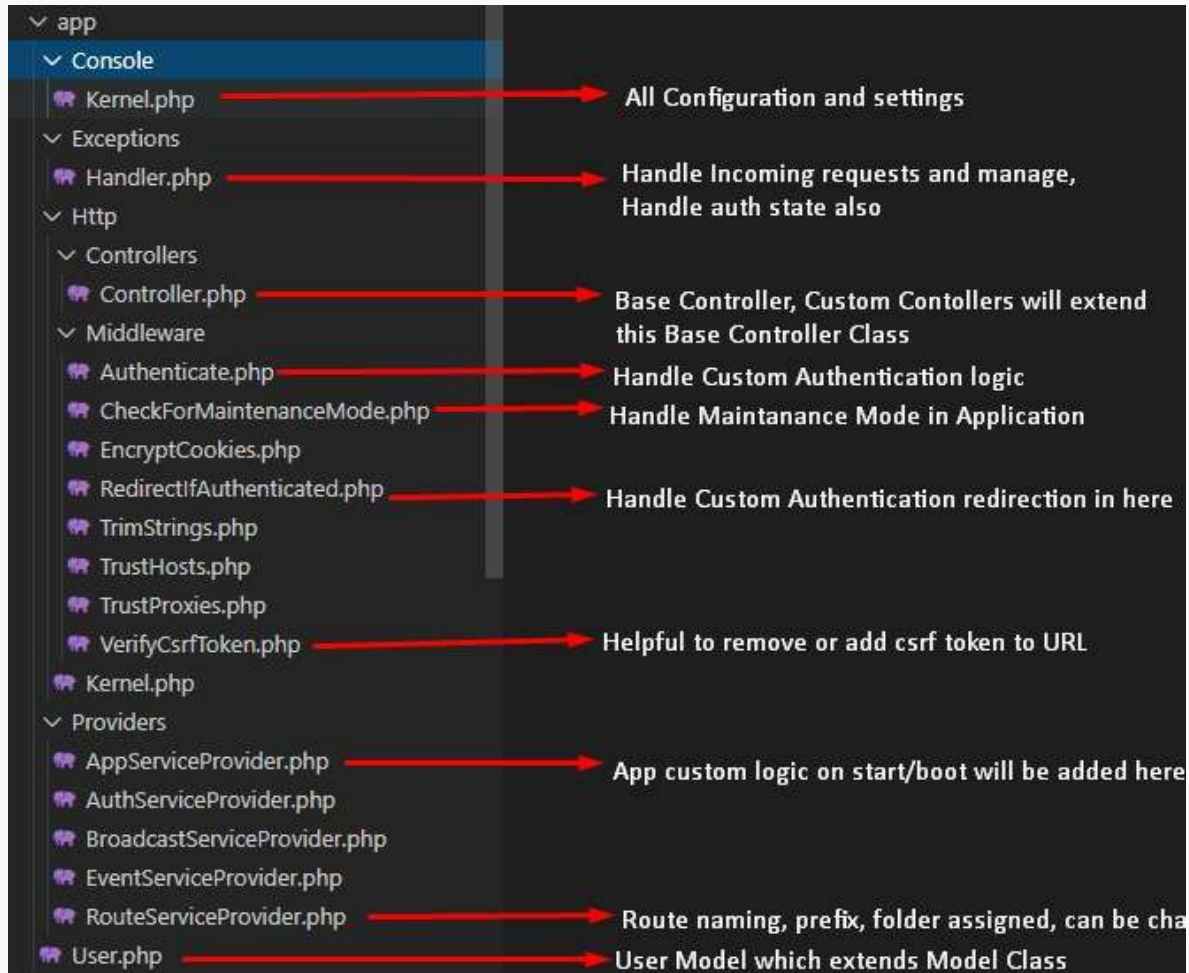 app
Console
Kernel.php All Configuration and settings
Exceptions
Handler.php Handle Incoming requests and manage,
Handle auth state also
Http
Controllers
Controller.php Base Controller, Custom Contollers will extend
this Base Controller Class
Middleware
Authenticate.php Handle Custom Authentication logic
CheckForMaintenanceMode.php Handle Maintanance Mode in Application
EncryptCookies.php
RedirectIfAuthenticated.php Handle Custom Authentication redirection in here
TrimStrings.php
TrustHosts.php
TrustProxies.php
VerifyCsrfToken.php Helpful to remove or add csrf token to URL
Kernel.php
Providers
AppServiceProvider.php App custom logic on start/boot will be added here
AuthServiceProvider.php
BroadcastServiceProvider.php
EventServiceProvider.php
RouteServiceProvider.php Route naming, prefix, folder assigned, can be cha
User.php User Model which extends Model Class